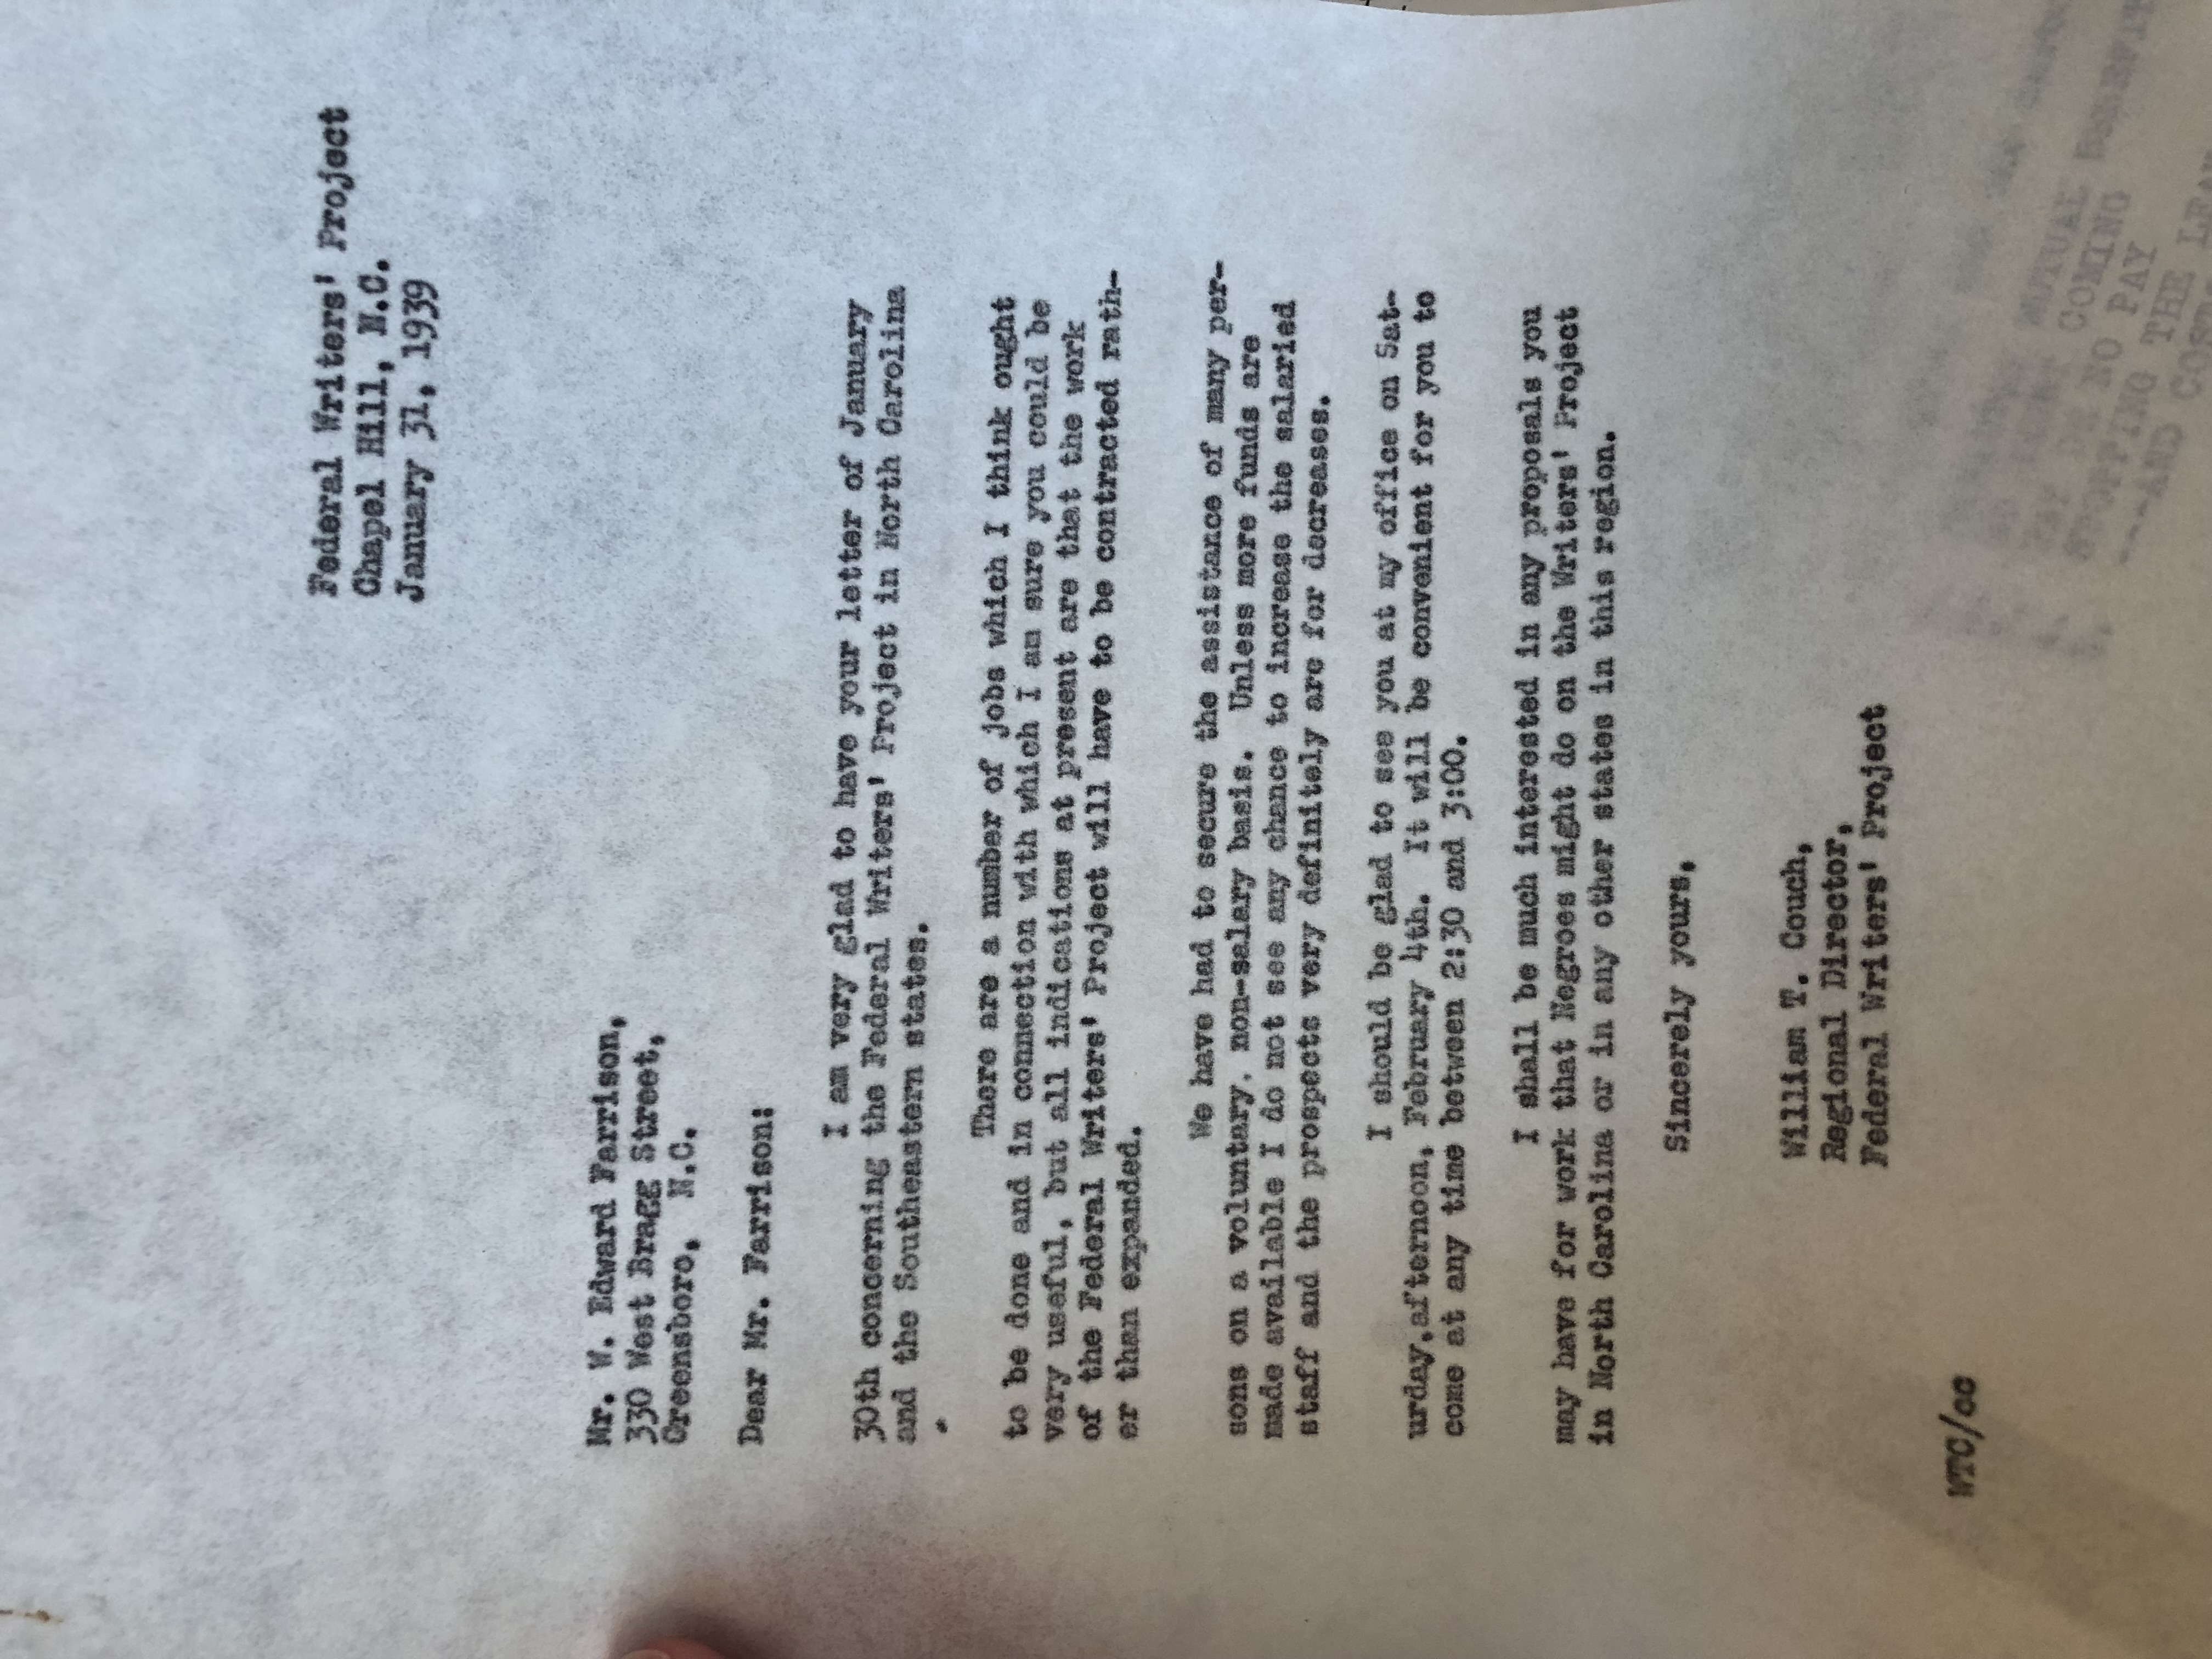 Federal Writers' Project
Chapel Hill, N.C.
January 31, 1939
Mr. W. Edward Farrison,
330 West Bragg Street,
Greensboro, N.C.
Dear Mr. Farrison:
I am very glad to have your letter of January
30th concerning the Federal Writers' Project in North Carolina
and the Southeastern states.
There are a number of jobs which I think ought
to be done and in connection with which I am sure you could be
very useful, but all indications at present are that the work
of the Federal Writers' Project will have to be contracted rath-
er than expanded.
We have had to secure the assistance of many per-
sons on a voluntary, non-salary basis. Unless more funds are
made available I do not see any chance to increase the salaried
staff and the prospects very definitely are for decreases.
I should be glad to see you at my office on Sat-
urday,afternoon, February 4th. It will be convenient for you to
come at any time between 2:30 and 3:00.
I shall be much interested in any proposals you
may have for work that Negroes might do on the Writers' Project
in North Carolina or in any other states in this region.
Sincerely yours,
William T. Couch,
Regional Director,
Federal Writers' Project
WTC/cc
MUTUAL
COMING
NO PAY
STOPPING THE
---AND